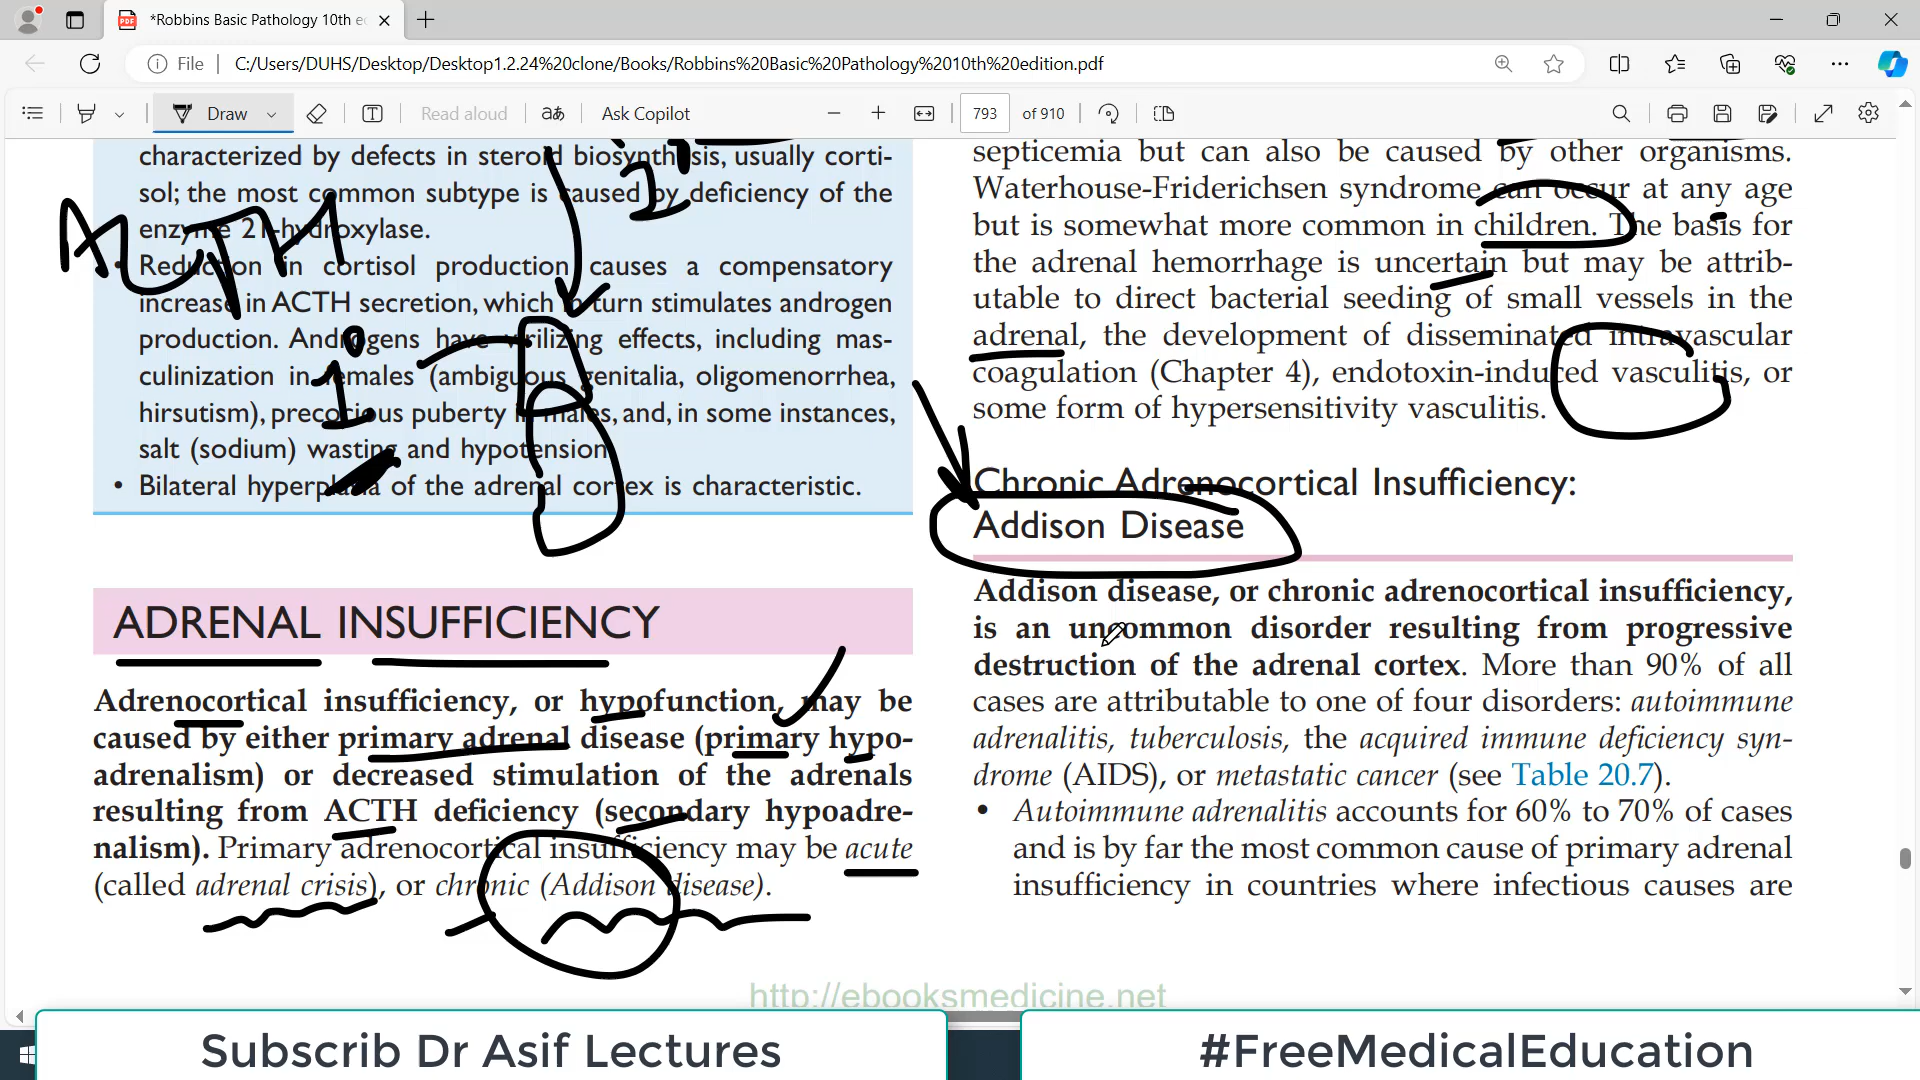 *Robbins Basic Pathology 10th ed
File
C:/Users/DUHS/Desktop/Desktop1.2.24%20clone/Books/Robbins%20Basic%20Pathology%2010th%20edition.pdf
Draw
Read aloud
Ask Copilot
793 of 910
characterized by defects in steroid biosynthesis, usually corti-
sol; the most common subtype is caused by deficiency of the
enzyme 21-hydroxylase.
• Reduction in cortisol production causes a compensatory
increase in ACTH secretion, which in turn stimulates androgen
production. Androgens have virilizing effects, including mas-
culinization in females (ambiguous genitalia, oligomenorrhea,
hirsutism), precocious puberty in males, and, in some instances,
salt (sodium) wasting and hypotension
• Bilateral hyperplasia of the adrenal cortex is characteristic.
ACTH
ADRENAL INSUFFICIENCY
Adrenocortical insufficiency, or hypofunction, may be
caused by either primary adrenal disease (primary hypo-
adrenalism) or decreased stimulation of the adrenals
resulting from ACTH deficiency (secondary hypoadre-
nalism). Primary adrenocortical insufficiency may be acute
(called adrenal crisis), or chronic (Addison disease).
septicemia but can also be caused by other organisms.
Waterhouse-Friderichsen syndrome can occur at any age
but is somewhat more common in children. The basis for
the adrenal hemorrhage is uncertain but may be attrib-
utable to direct bacterial seeding of small vessels in the
adrenal, the development of disseminated intravascular
coagulation (Chapter 4), endotoxin-induced vasculitis, or
some form of hypersensitivity vasculitis.
Chronic Adrenocortical Insufficiency:
Addison Disease
Addison disease, or chronic adrenocortical insufficiency,
is an uncommon disorder resulting from progressive
destruction of the adrenal cortex. More than 90% of all
cases are attributable to one of four disorders: autoimmune
adrenalitis, tuberculosis, the acquired immune deficiency syn-
drome (AIDS), or metastatic cancer (see Table 20.7).
• Autoimmune adrenalitis accounts for 60% to 70% of cases
and is by far the most common cause of primary adrenal
insufficiency in countries where infectious causes are
http://ebooksmedicine.net
Subscrib Dr Asif Lectures
#FreeMedicalEducation